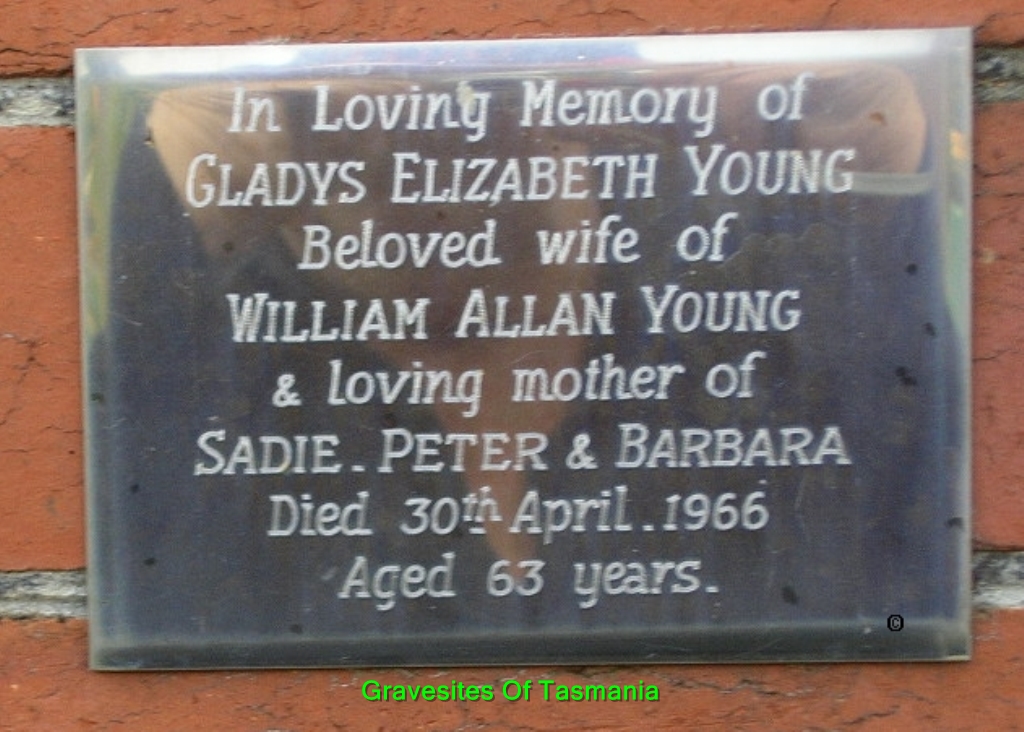 In Loving Memory of
GLADYS ELIZABETH YOUNG
Beloved wife of
WILLIAM ALLAN YOUNG
& loving mother of
SADIE. PETER & BARBARA
Died 30th April. 1966
Aged 63 years.
©
Gravesites Of Tasmania